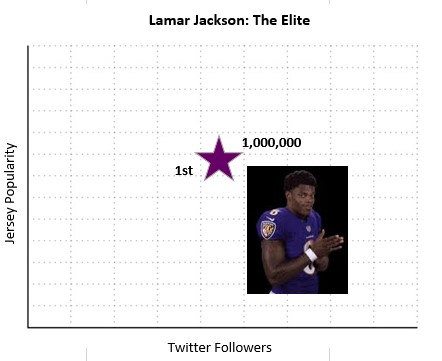 Lamar Jackson: The Elite
1,000,000
1st
Jersey Popularity
Twitter Followers